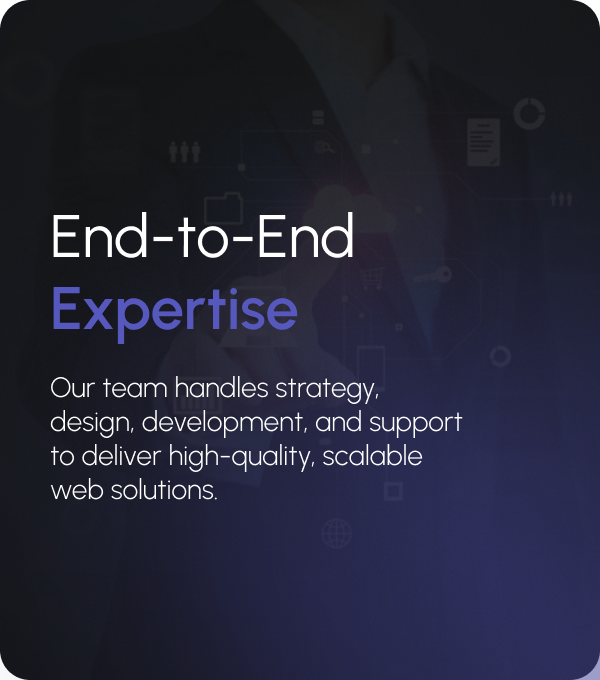 End-to-End
Expertise
Our team handles strategy,
design, development, and support
to deliver high-quality, scalable
web solutions.